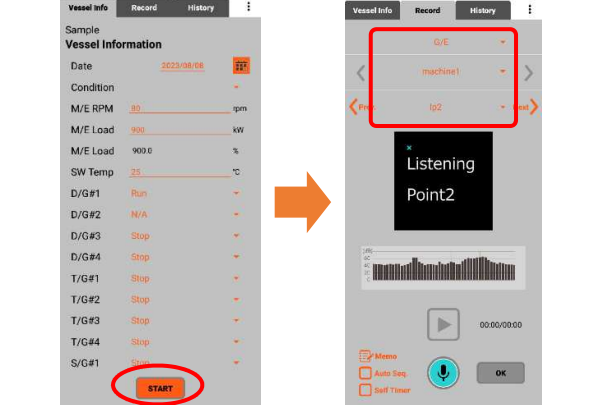 Vessel Info Record History
Sample
Vessel Information
Date 2023/08/08
Condition
M/E RPM 80 rpm
M/E Load 900 kW
M/E Load 900.0 %
SW Temp 25 °C
D/G#1 Run
D/G#2 N/A
D/G#3 Stop
D/G#4 Stop
T/G#1 Stop
T/G#2 Stop
T/G#3 Stop
T/G#4 Stop
S/G#1 Stop
START
Vessel Info Record History
G/E
machine1
lp2
Listening
Point2
00:00/00:00
Memo
Auto Seq.
Self Timer
OK